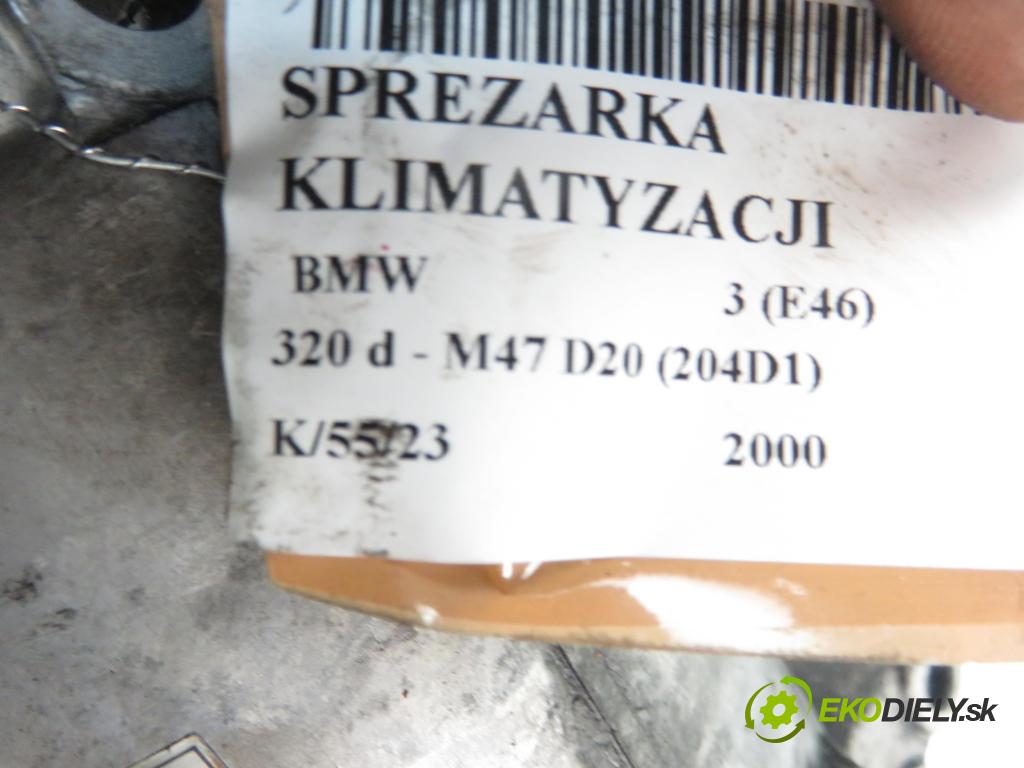 SPREZARKA
KLIMATYZACJI
BMW 3 (E46)
320 d - M47 D20 (204D1)
K/55/23 2000
EKODIELY.sk